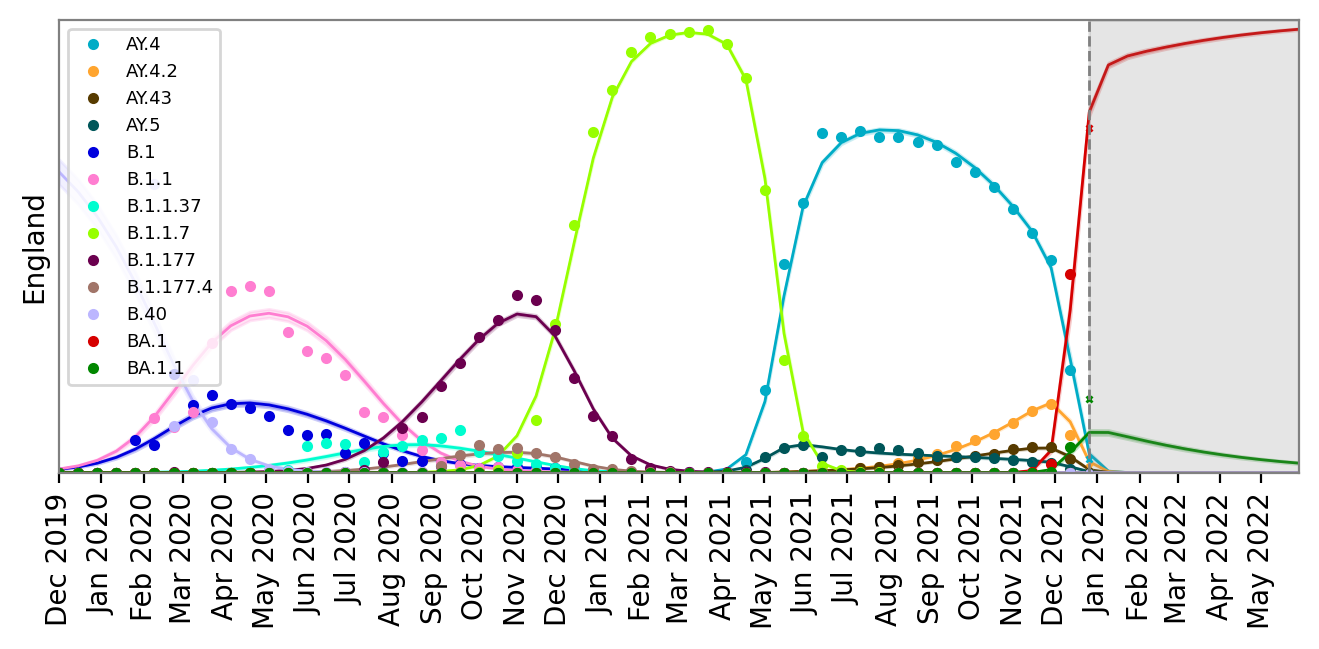 England
AY.4
AY.4.2
AY.43
AY.5
B.1
B.1.1
B.1.1.37
B.1.1.7
B.1.177
B.1.177.4
B.40
BA.1
BA.1.1
Dec 2019
Jan 2020
Feb 2020
Mar 2020
Apr 2020
May 2020
Jun 2020
Jul 2020
Aug 2020
Sep 2020
Oct 2020
Nov 2020
Dec 2020
Jan 2021
Feb 2021
Mar 2021
Apr 2021
May 2021
Jun 2021
Jul 2021
Aug 2021
Sep 2021
Oct 2021
Nov 2021
Dec 2021
Jan 2022
Feb 2022
Mar 2022
Apr 2022
May 2022